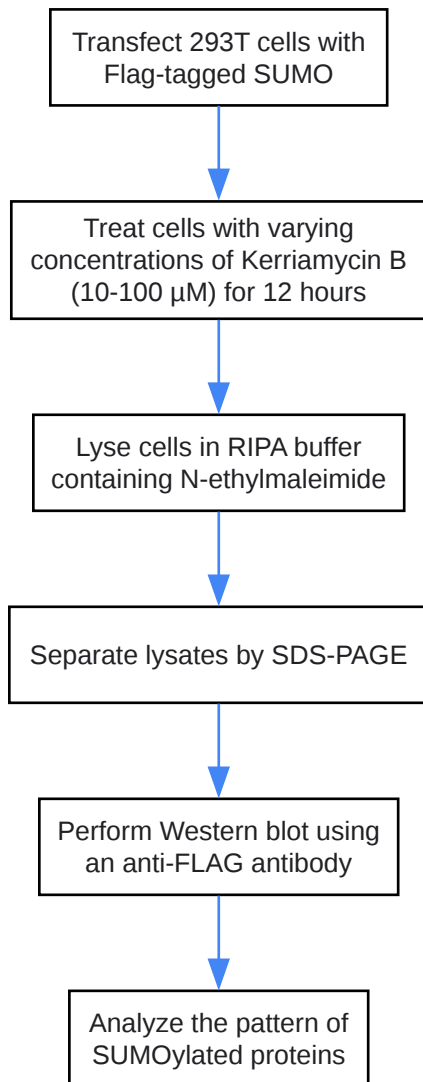 Transfect 293T cells with
Flag-tagged SUMO
Treat cells with varying
concentrations of Kerriamycin B
(10-100 µM) for 12 hours
Lyse cells in RIPA buffer
containing N-ethylmaleimide
Separate lysates by SDS-PAGE
Perform Western blot using
an anti-FLAG antibody
Analyze the pattern of
SUMOylated proteins